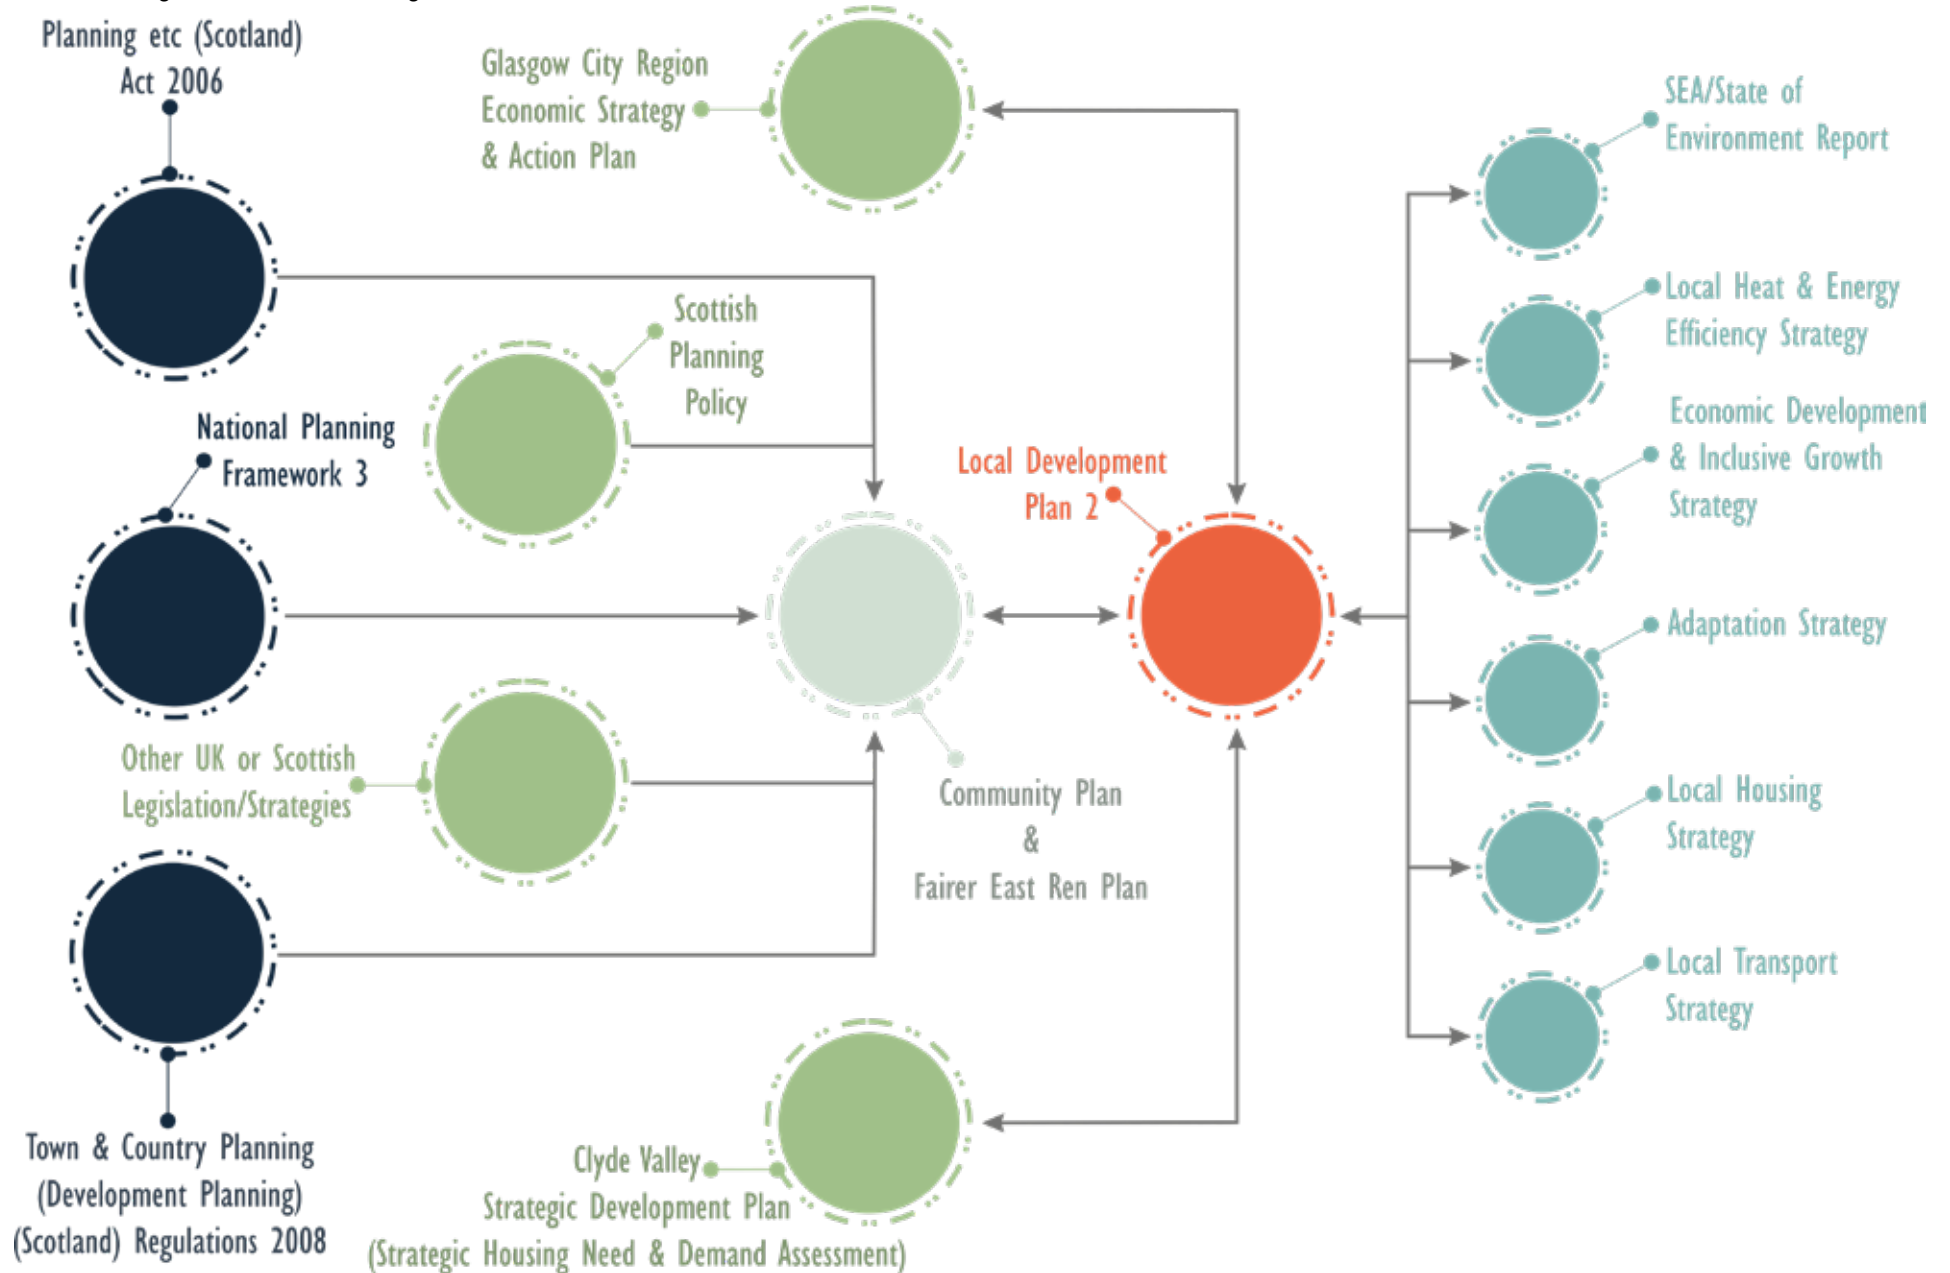 Planning etc (Scotland)
Act 2006
Glasgow City Region
Economic Strategy
& Action Plan
SEA/State of
Environment Report
Scottish
Planning
Policy
Local Heat & Energy
Efficiency Strategy
National Planning
Framework 3
Local Development
Plan 2
Economic Development
& Inclusive Growth
Strategy
Adaptation Strategy
Other UK or Scottish
Legislation/Strategies
Community Plan
&
Fairer East Ren Plan
Local Housing
Strategy
Local Transport
Strategy
Town & Country Planning
(Development Planning)
(Scotland) Regulations 2008
Clyde Valley
Strategic Development Plan
(Strategic Housing Need & Demand Assessment)